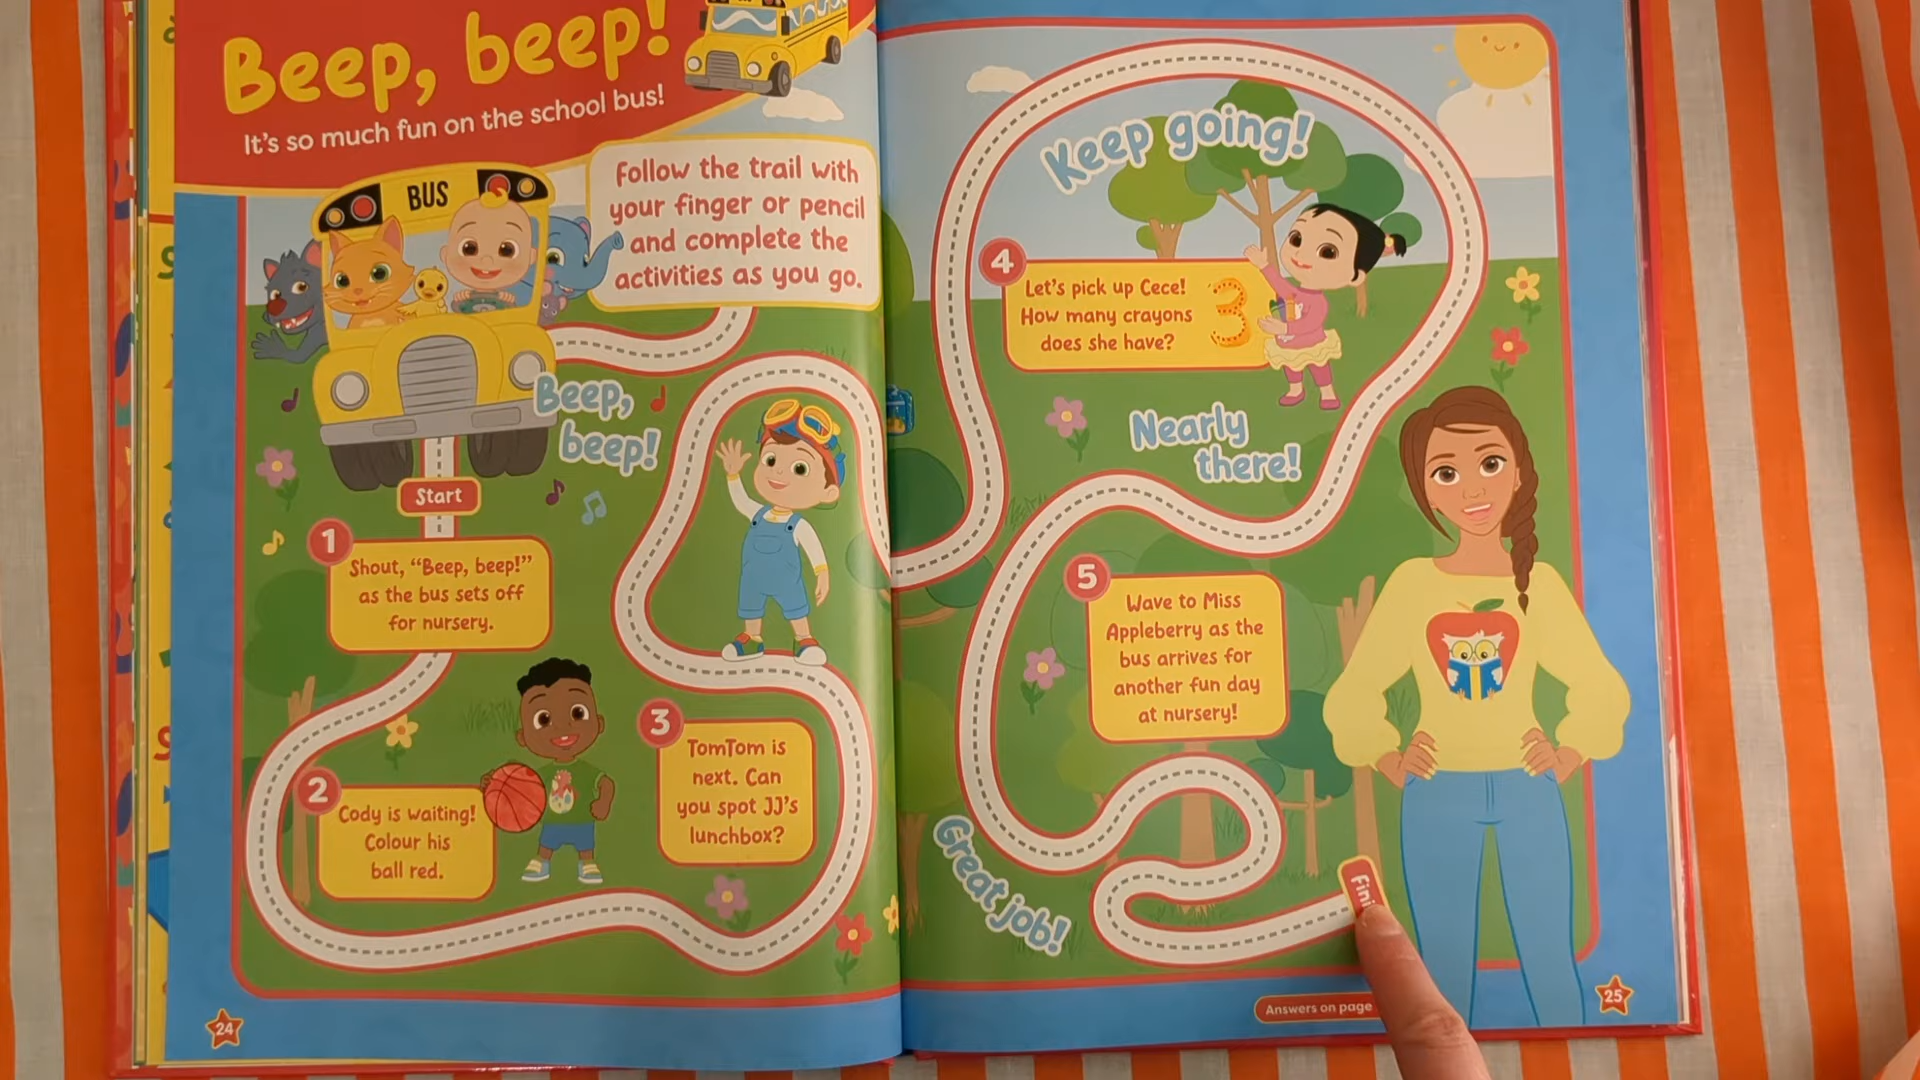 Beep, beep!
It's so much fun on the school bus!
BUS
Follow the trail with
your finger or pencil
and complete the
activities as you go.
Beep,
beep!
Start
1
Shout, “Beep, beep!”
as the bus sets off
for nursery.
2
Cody is waiting!
Colour his
ball red.
3
TomTom is
next. Can
you spot JJ's
lunchbox?
24
Keep going!
4
Let's pick up Cece!
How many crayons
does she have?
3
Nearly
there!
5
Wave to Miss
Appleberry as the
bus arrives for
another fun day
at nursery!
Great job!
Answers on page
25